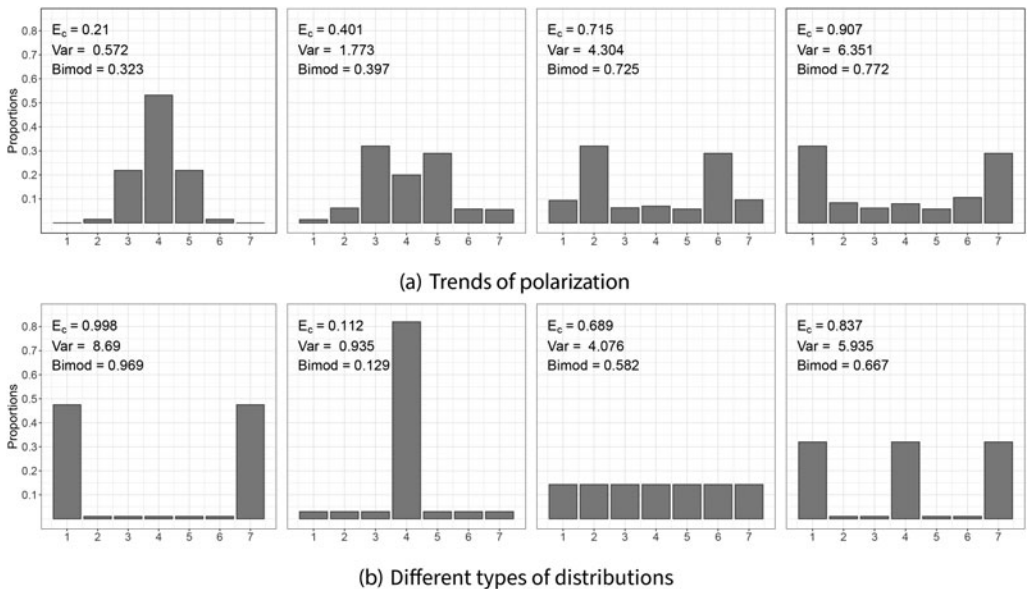 E_c = 0.21
Var = 0.572
Bimod = 0.323
E_c = 0.401
Var = 1.773
Bimod = 0.397
E_c = 0.715
Var = 4.304
Bimod = 0.725
E_c = 0.907
Var = 6.351
Bimod = 0.772
Proportions
0.8
0.7
0.6
0.5
0.4
0.3
0.2
0.1
1 2 3 4 5 6 7
1 2 3 4 5 6 7
1 2 3 4 5 6 7
1 2 3 4 5 6 7
(a) Trends of polarization
E_c = 0.998
Var = 8.69
Bimod = 0.969
E_c = 0.112
Var = 0.935
Bimod = 0.129
E_c = 0.689
Var = 4.076
Bimod = 0.582
E_c = 0.837
Var = 5.935
Bimod = 0.667
Proportions
0.8
0.7
0.6
0.5
0.4
0.3
0.2
0.1
1 2 3 4 5 6 7
1 2 3 4 5 6 7
1 2 3 4 5 6 7
1 2 3 4 5 6 7
(b) Different types of distributions